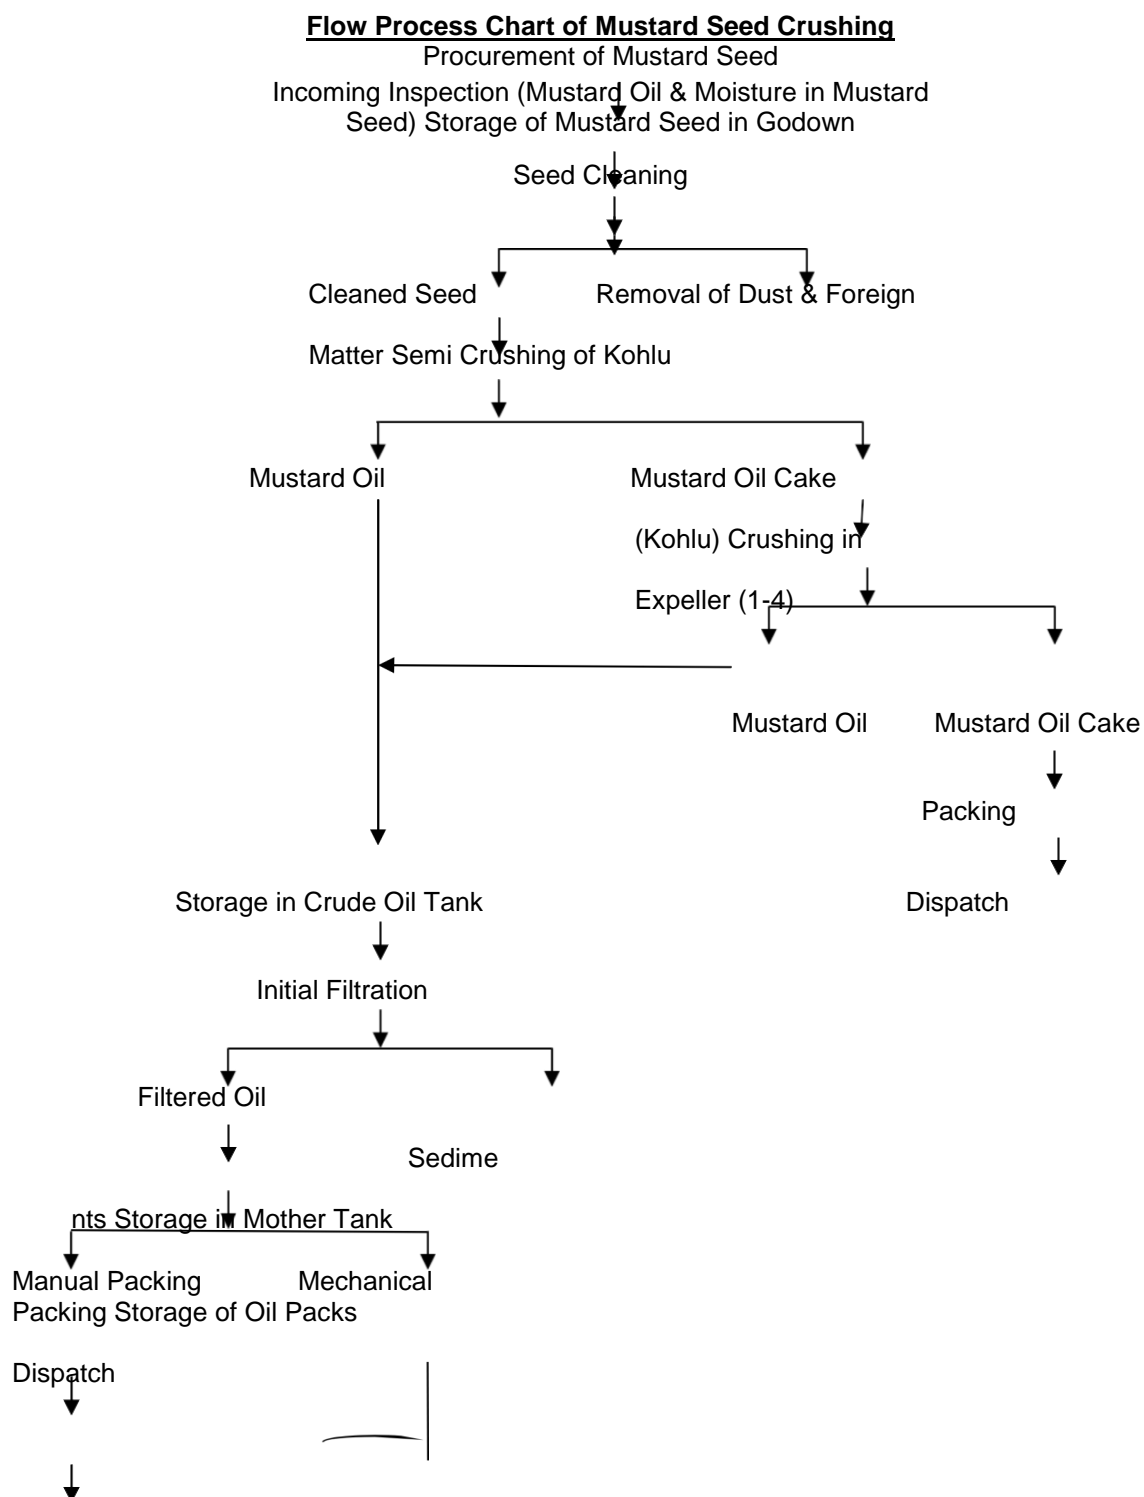 Flow Process Chart of Mustard Seed Crushing
Procurement of Mustard Seed
Incoming Inspection (Mustard Oil & Moisture in Mustard
Seed) Storage of Mustard Seed in Godown
Seed Cleaning
Cleaned Seed Removal of Dust & Foreign
Matter Semi Crushing of Kohlu
Mustard Oil Mustard Oil Cake
(Kohlu) Crushing in
Expeller (1-4)
Mustard Oil Mustard Oil Cake
Packing
Storage in Crude Oil Tank Dispatch
Initial Filtration
Filtered Oil
Sedime
nts Storage in Mother Tank
Manual Packing Mechanical
Packing Storage of Oil Packs
Dispatch